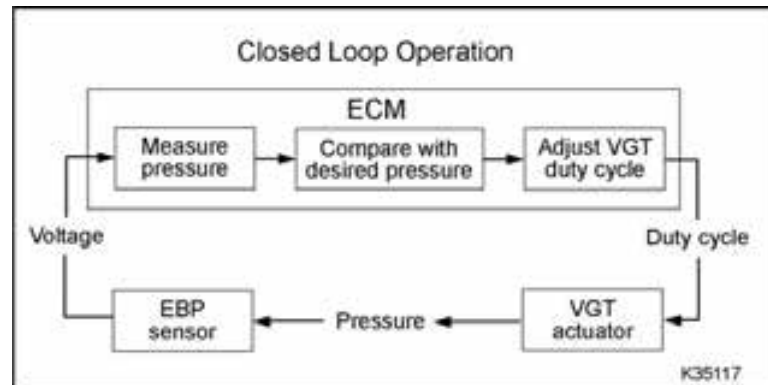 Closed Loop Operation
ECM
Measure
pressure
Compare with
desired pressure
Adjust VGT
duty cycle
Voltage
Duty cycle
EBP
sensor
Pressure
VGT
actuator
K35117